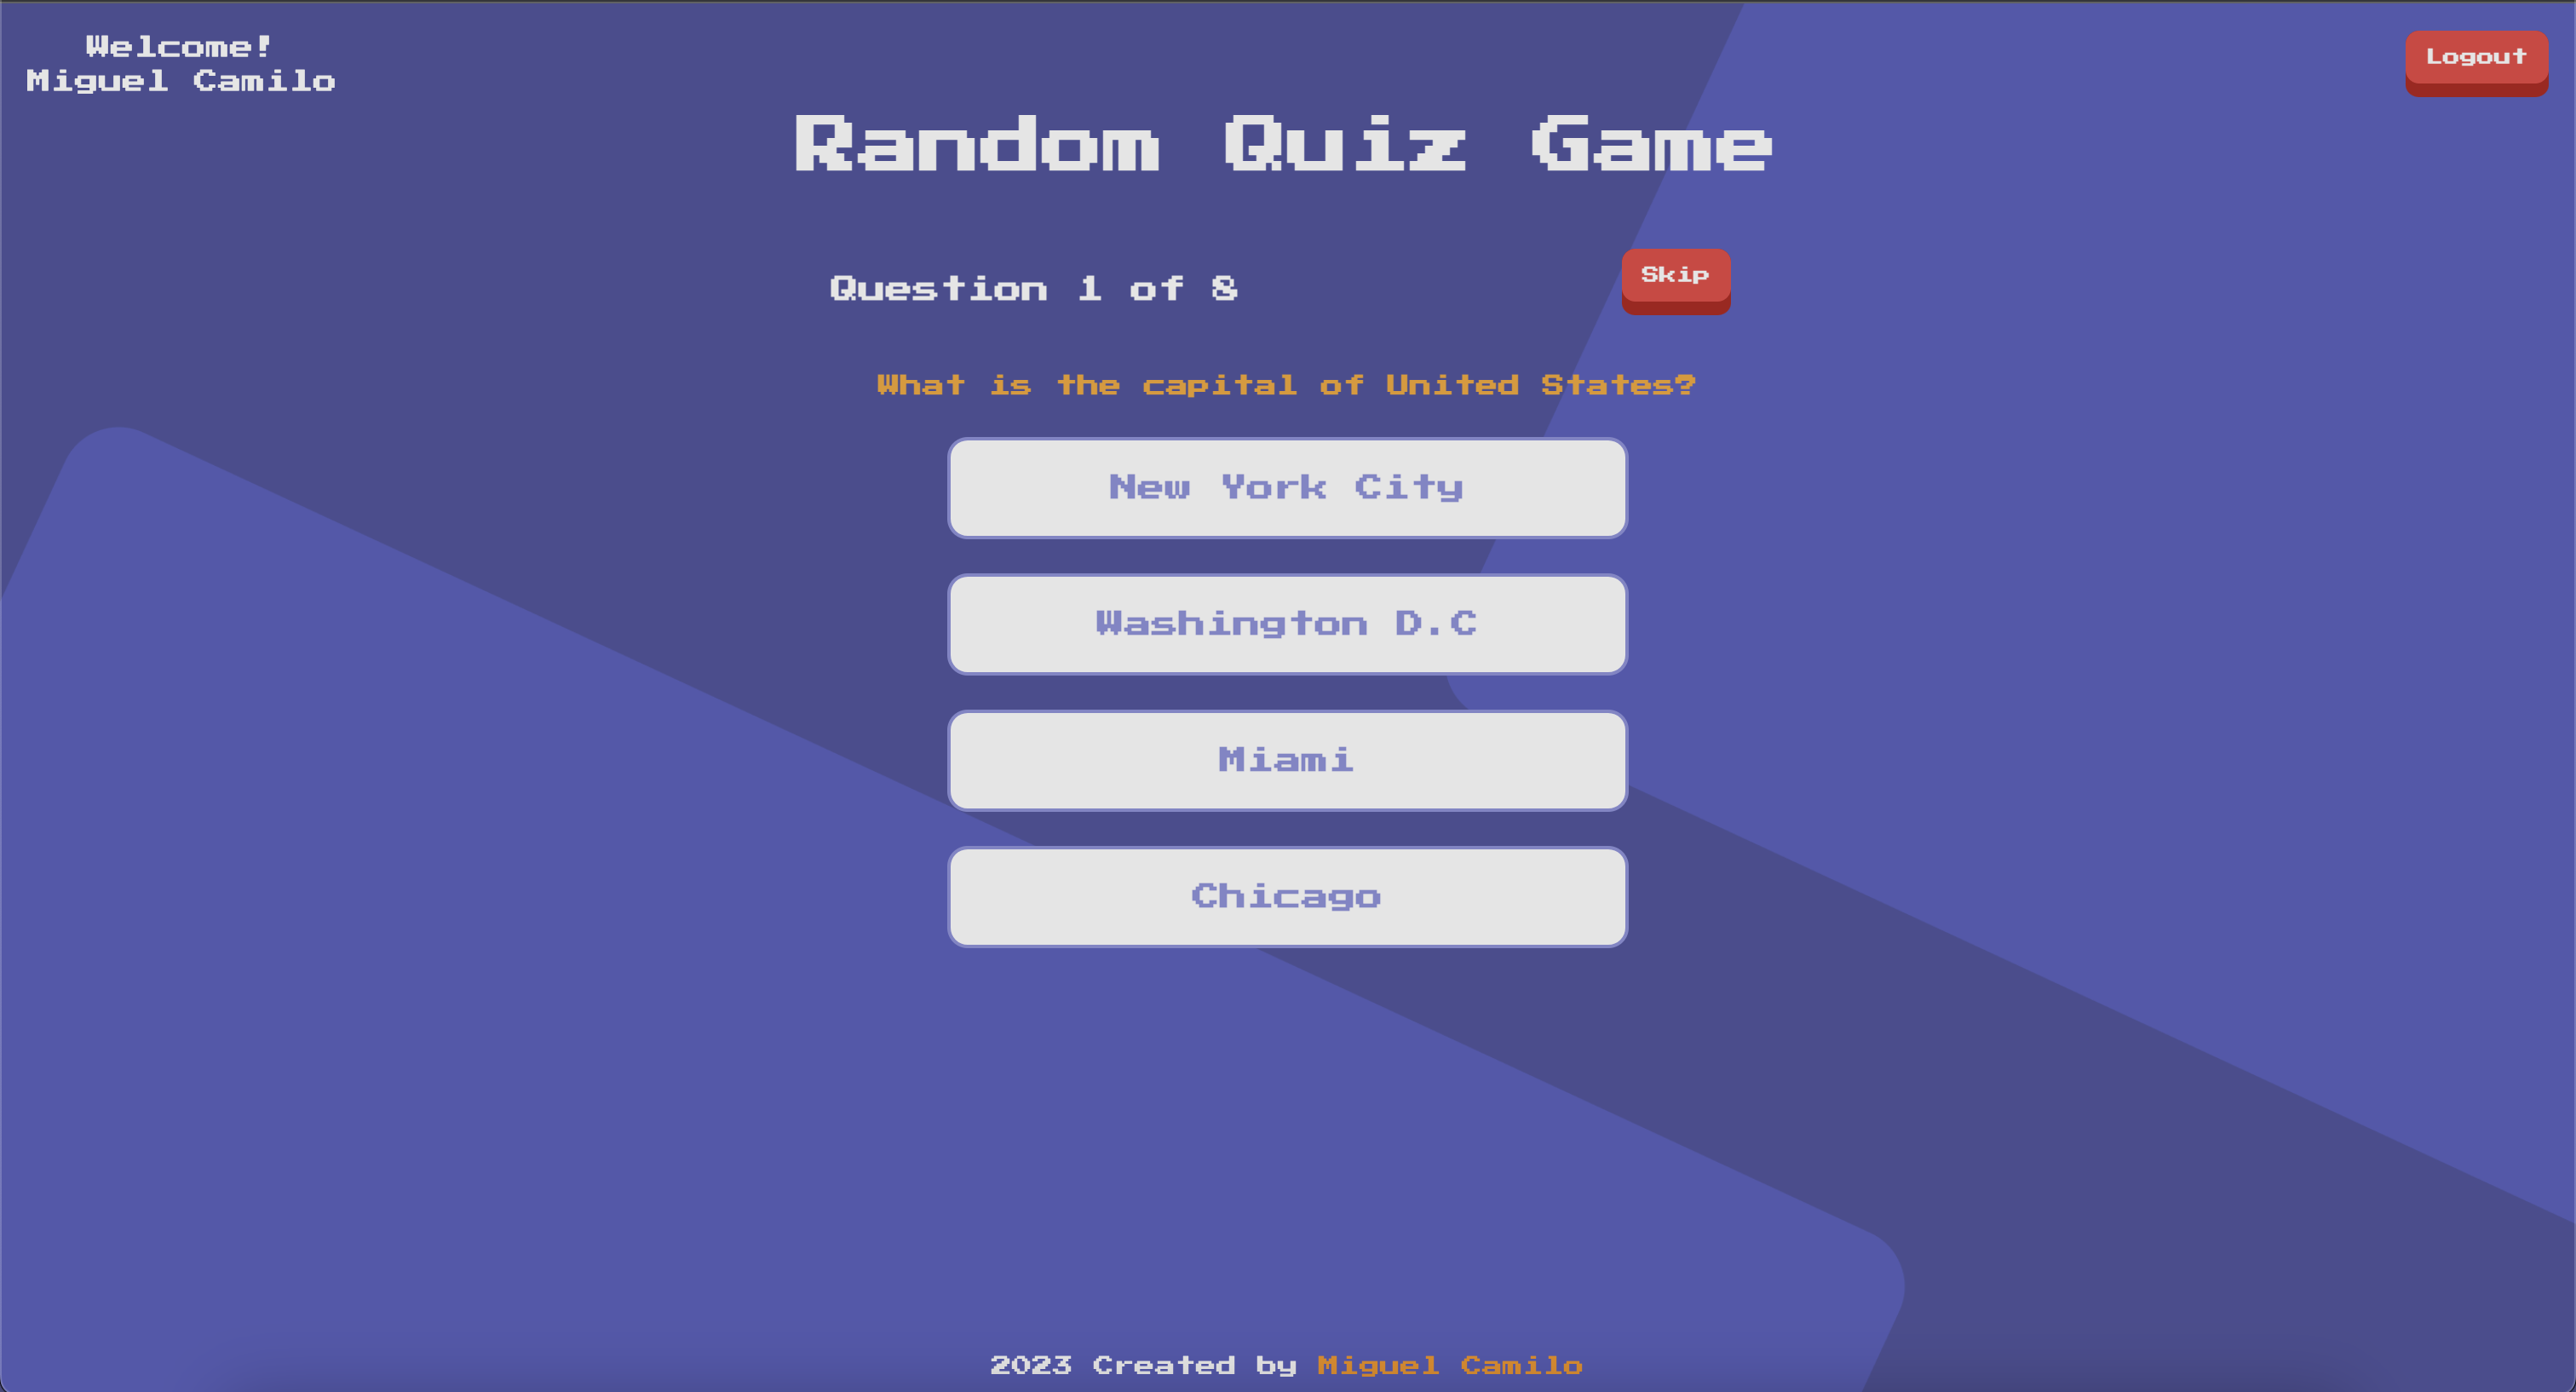 Welcome!
Miguel Camilo
Logout
Random Quiz Game
Question 1 of 8
Skip
What is the capital of United States?
New York City
Washington D.C
Miami
Chicago
2023 Created by Miguel Camilo